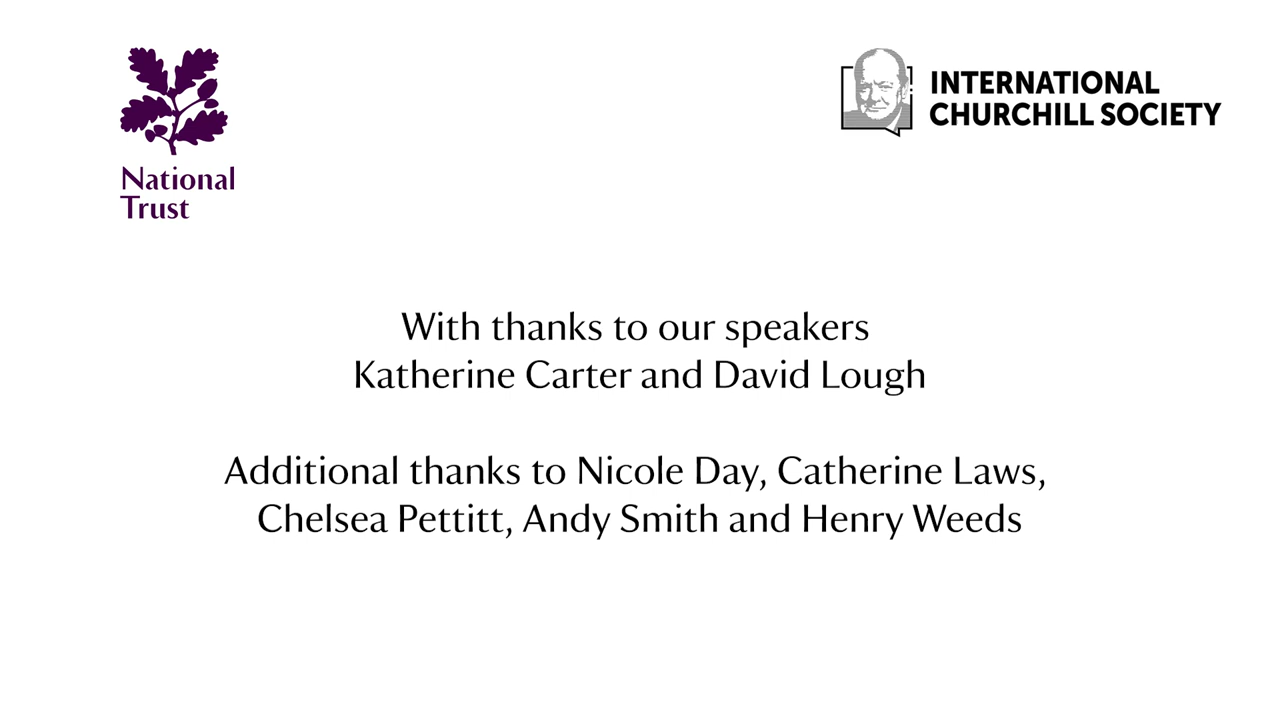 National
Trust
INTERNATIONAL
CHURCHILL SOCIETY
With thanks to our speakers
Katherine Carter and David Lough
Additional thanks to Nicole Day, Catherine Laws,
Chelsea Pettitt, Andy Smith and Henry Weeds